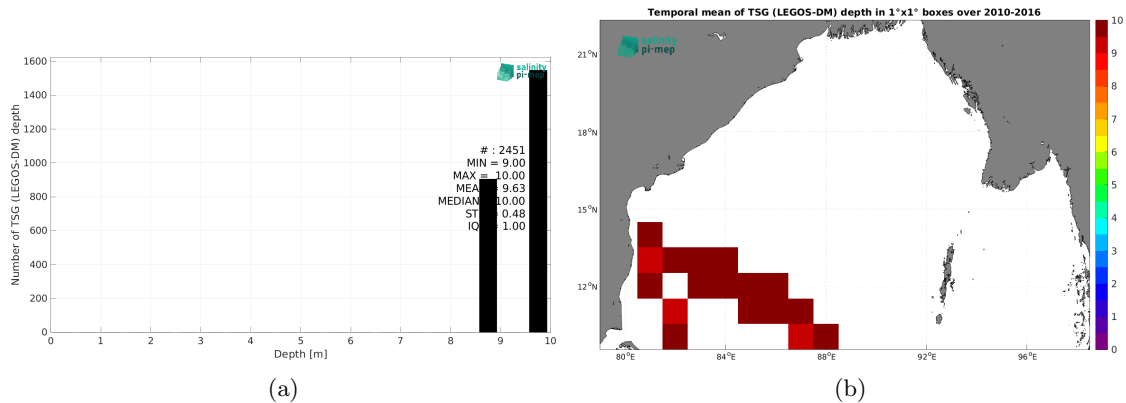 Number of TSG (LEGOS-DM) depth
1600
1400
1200
1000
800
600
400
200
0
salinity
pi-mep
# : 2451
MIN = 9.00
MAX = 10.00
= 9.63
MEDIAN 10.00
= 0.48
= 1.00
0 1 2 3 4 5 6 7 8 9 10
Depth [m]
(a)
Temporal mean of TSG (LEGOS-DM) depth in 1°x1° boxes over 2010-2016
salinity
pi-mep
21°N
18°N
15°N
12°N
80°E 84°E 88°E 92°E 96°E
10
9
8
7
6
5
4
3
2
1
0
(b)